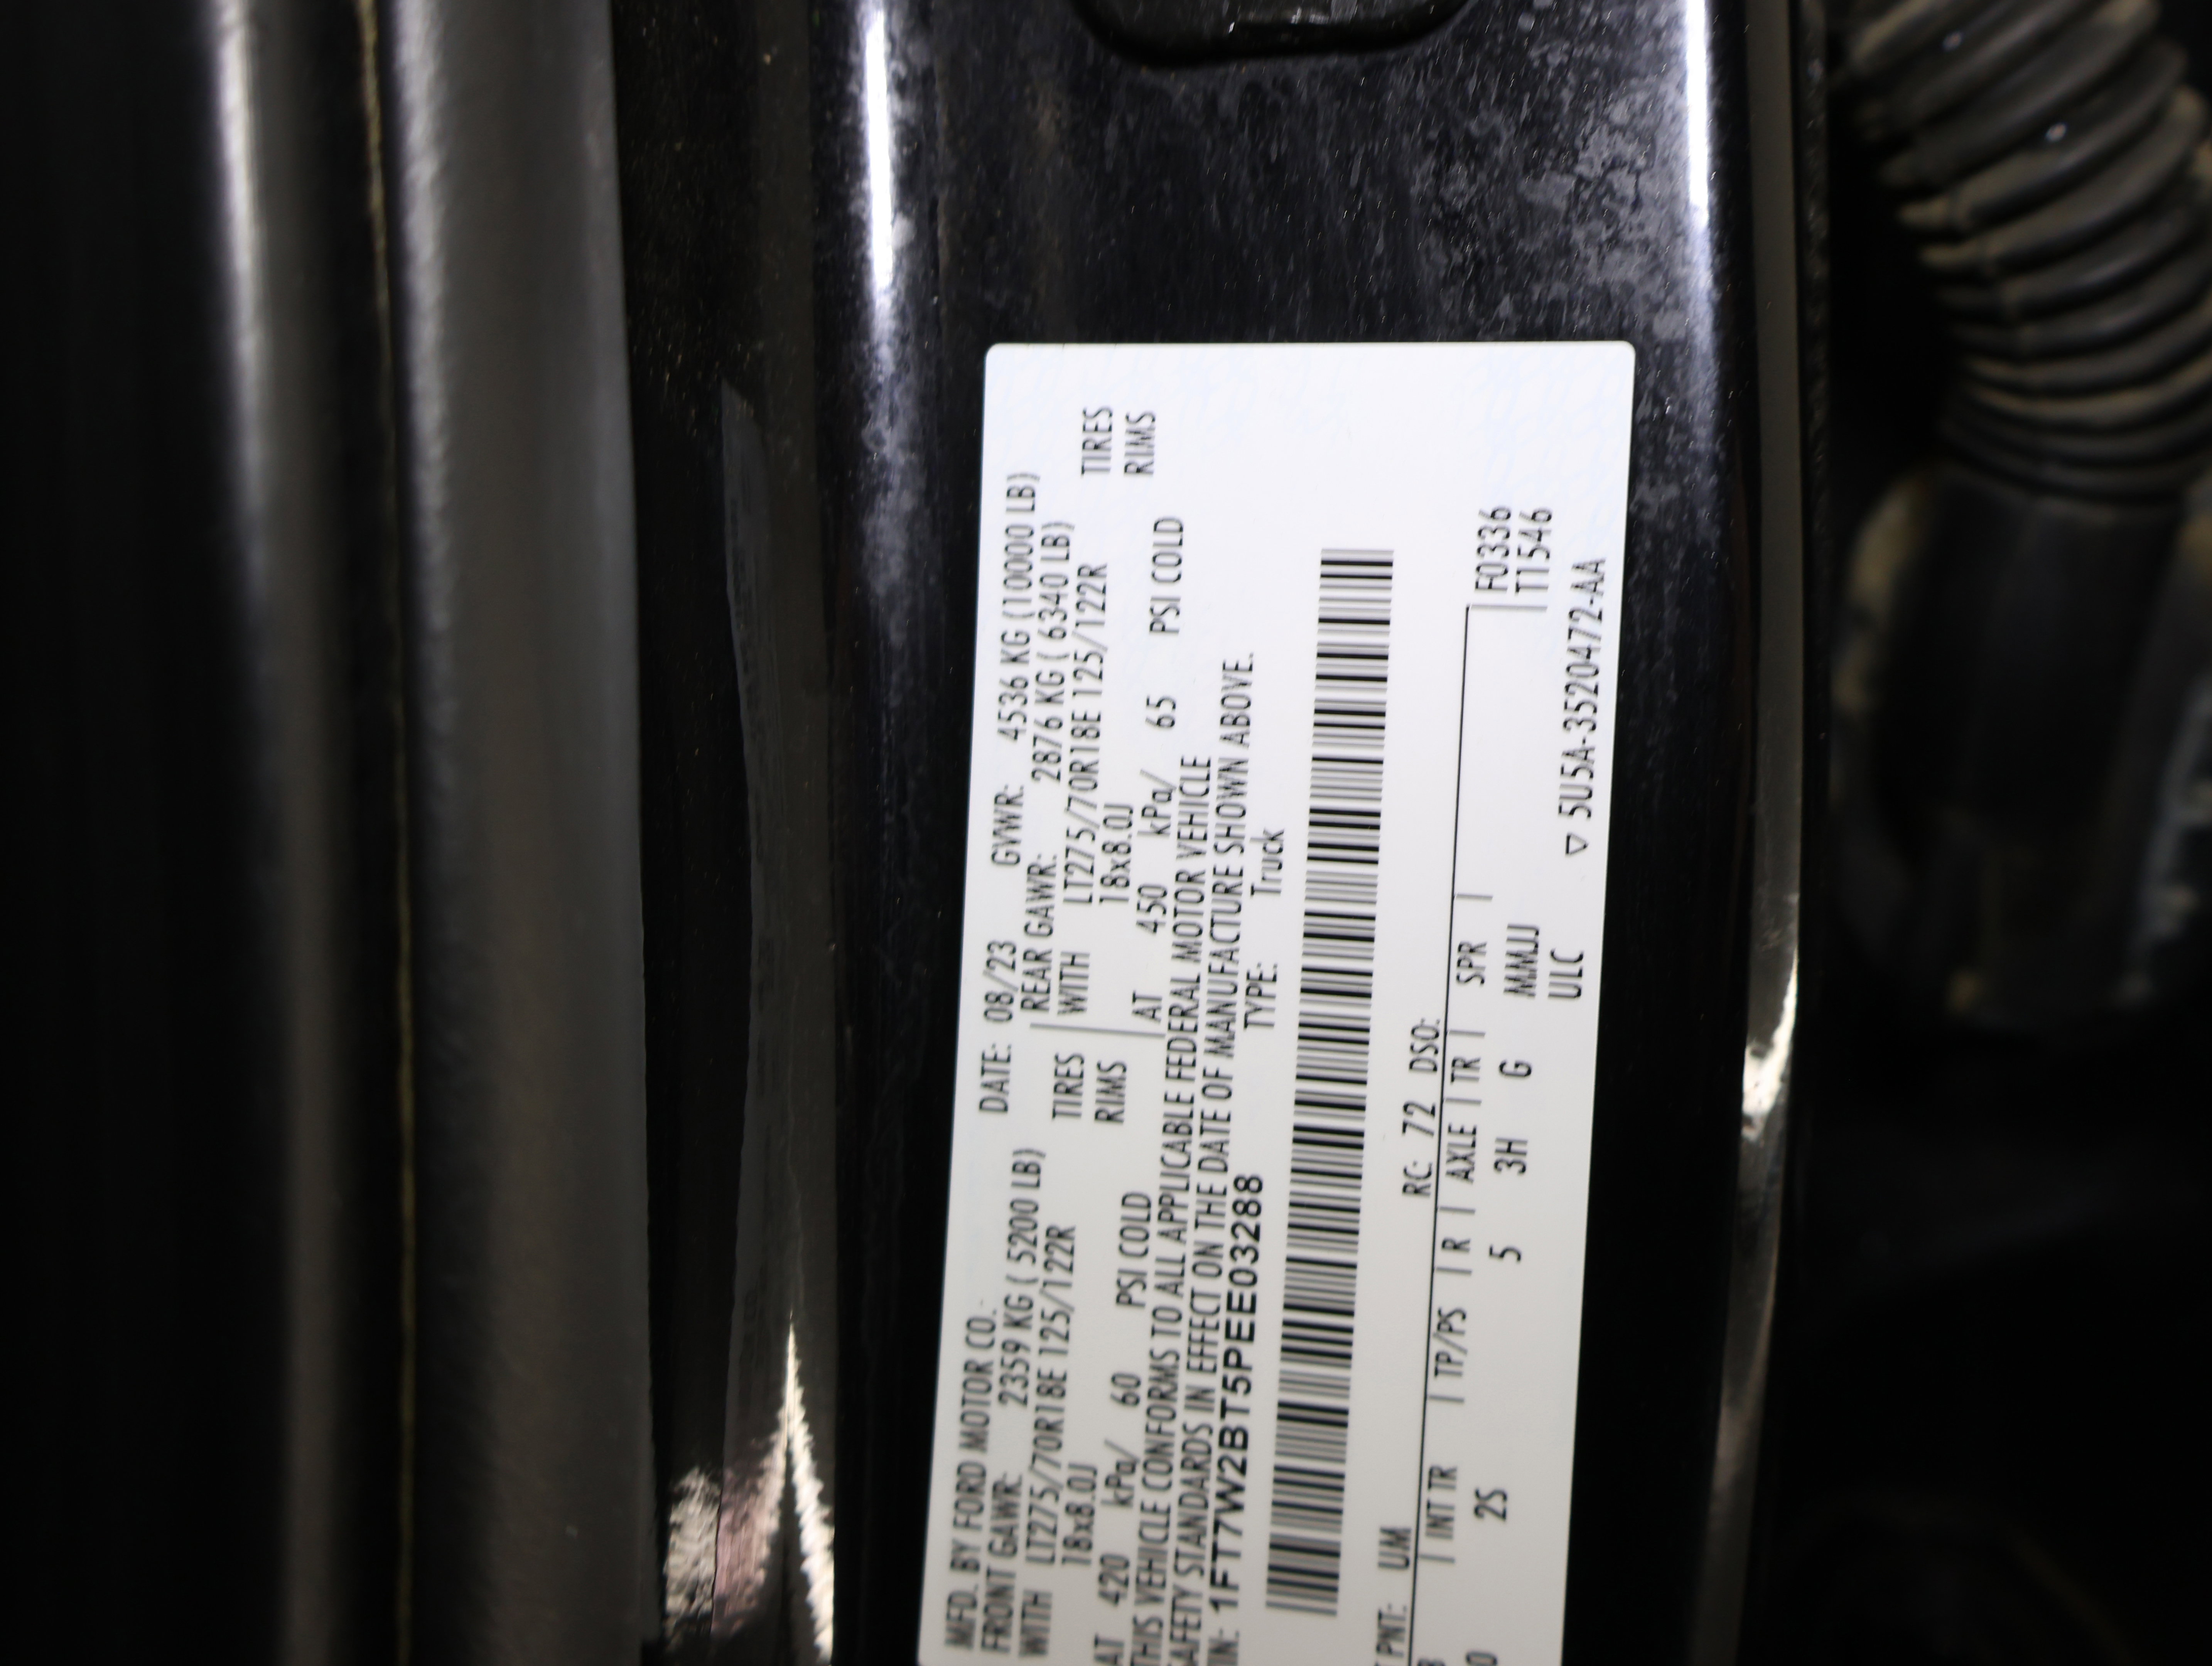 MFD. BY FORD MOTOR CO. DATE: 08/23 GVWR: 4536 KG (10000 LB)
FRONT GAWR: 2359 KG ( 5200 LB) REAR GAWR: 2876 KG ( 6340 LB)
WITH LT275/70R18E 125/122R TIRES WITH LT275/70R18E 125/122R TIRES
18x8.0J RIMS 18x8.0J RIMS
AT 420 kPa/ 60 PSI COLD AT 450 kPa/ 65 PSI COLD
THIS VEHICLE CONFORMS TO ALL APPLICABLE FEDERAL MOTOR VEHICLE
SAFETY STANDARDS IN EFFECT ON THE DATE OF MANUFACTURE SHOWN ABOVE.
IN: 1FT7W2BT5PEE03288 TYPE: Truck
PNT: UM RC: 72 DSO:
INT TR TP/PS R AXLE TR SPR F0336
2S 5 3H G MMJJ T1546
ULC ▽ 5U5A-3520472-AA